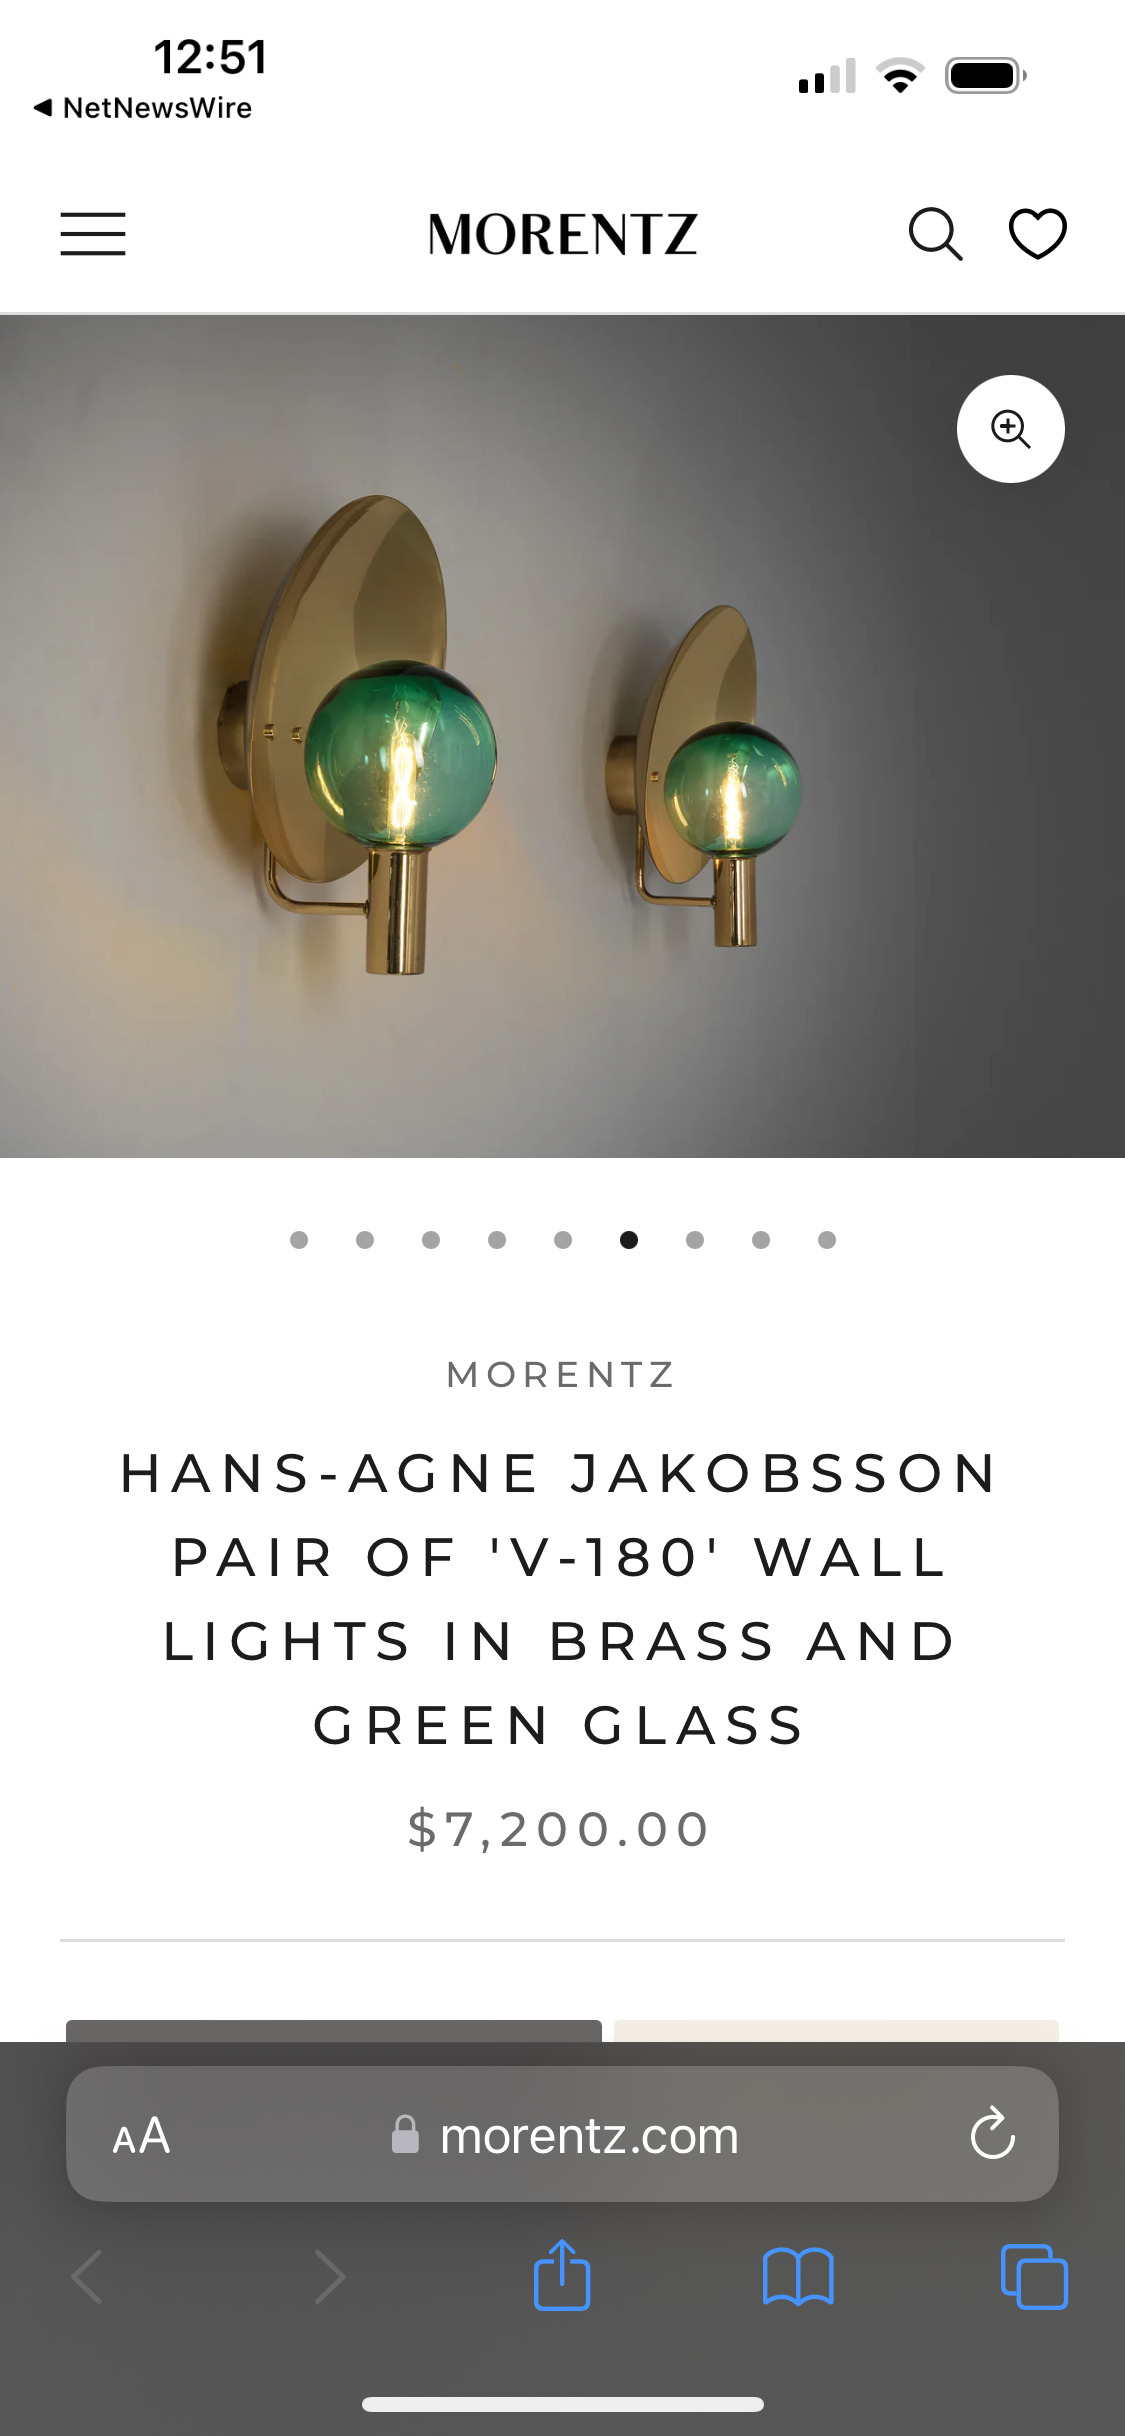 12:51
◀ NetNewsWire
MORENTZ
MORENTZ
HANS-AGNE JAKOBSSON
PAIR OF 'V-180' WALL
LIGHTS IN BRASS AND
GREEN GLASS
$7,200.00
AA
morentz.com